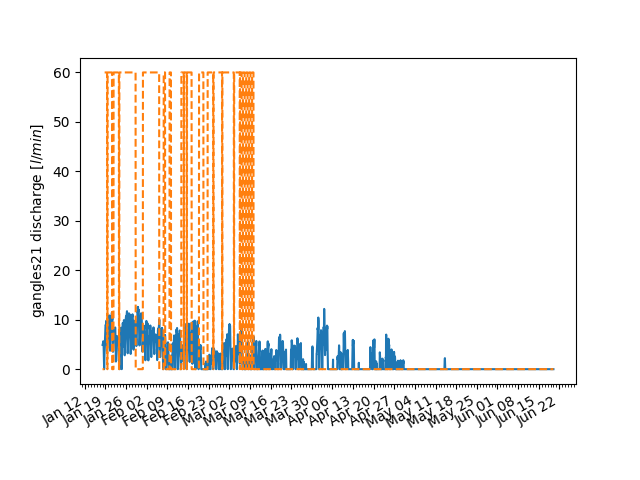 gangles21 discharge [l/min]
60
50
40
30
20
10
0
Jan 12
Jan 19
Jan 26
Feb 02
Feb 09
Feb 16
Feb 23
Mar 02
Mar 09
Mar 16
Mar 23
Mar 30
Apr 06
Apr 13
Apr 20
Apr 27
May 04
May 11
May 18
May 25
Jun 01
Jun 08
Jun 15
Jun 22